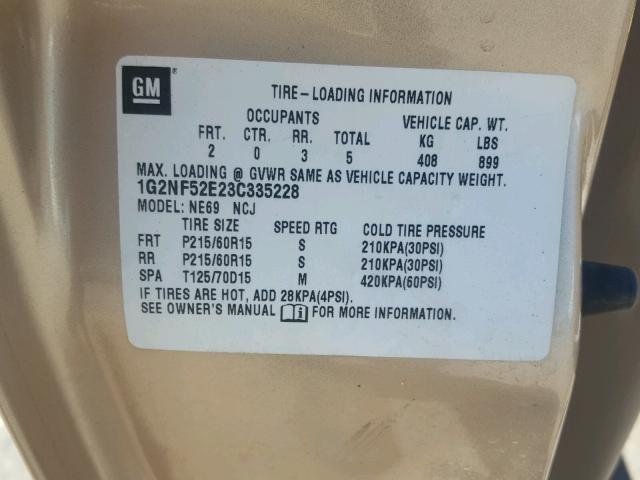 GM ®
TIRE-LOADING INFORMATION
OCCUPANTS VEHICLE CAP. WT.
FRT. CTR. RR. TOTAL KG LBS
2 0 3 5 408 899
MAX. LOADING @ GVWR SAME AS VEHICLE CAPACITY WEIGHT.
1G2NF52E23C335228
MODEL: NE69 NCJ
TIRE SIZE SPEED RTG COLD TIRE PRESSURE
FRT P215/60R15 S 210KPA(30PSI)
RR P215/60R15 S 210KPA(30PSI)
SPA T125/70D15 M 420KPA(60PSI)
IF TIRES ARE HOT, ADD 28KPA(4PSI).
SEE OWNER'S MANUAL i FOR MORE INFORMATION.